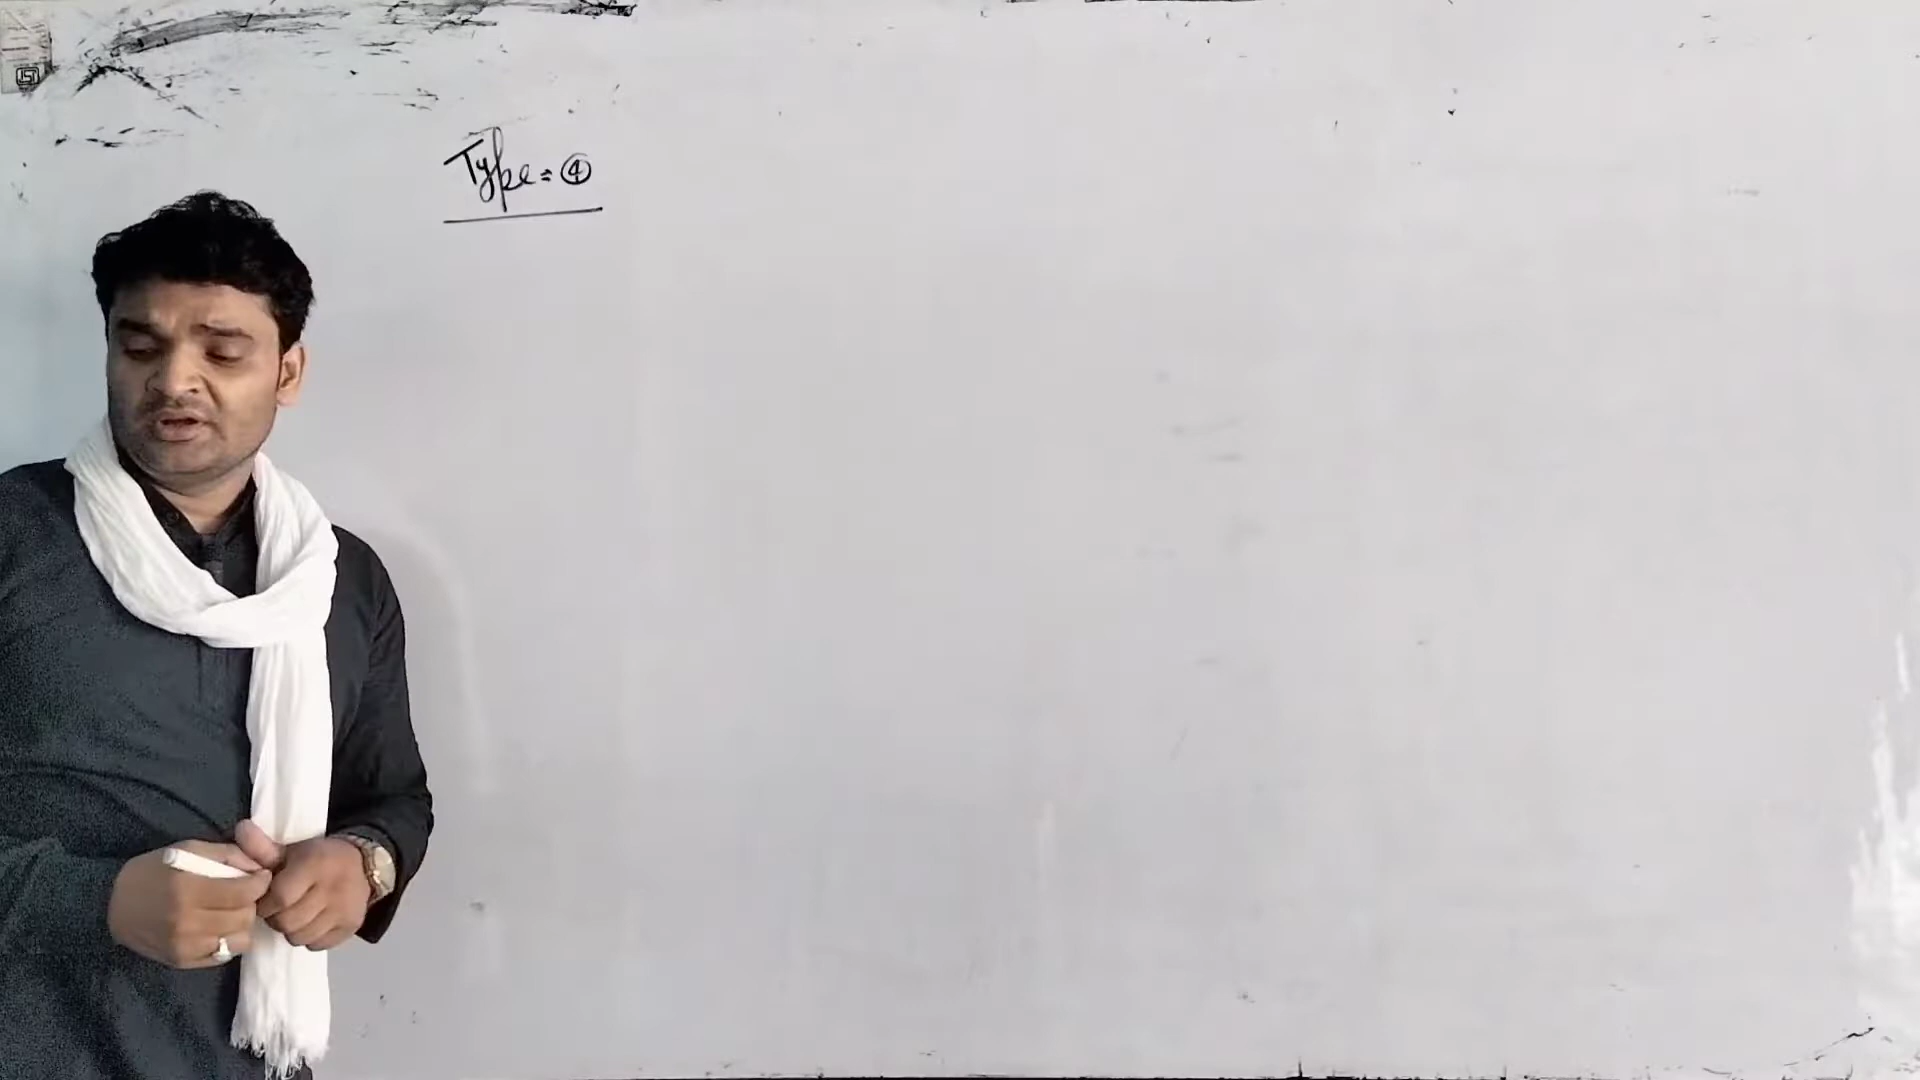 Type = ④